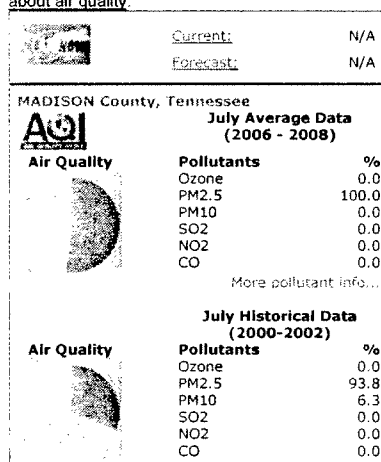 about air quality.
NOW
Current: N/A
Forecast: N/A
MADISON County, Tennessee
AQI
July Average Data
(2006 - 2008)
Air Quality Pollutants %
Ozone 0.0
PM2.5 100.0
PM10 0.0
SO2 0.0
NO2 0.0
CO 0.0
More pollutant info...
July Historical Data
(2000-2002)
Air Quality Pollutants %
Ozone 0.0
PM2.5 93.8
PM10 6.3
SO2 0.0
NO2 0.0
CO 0.0